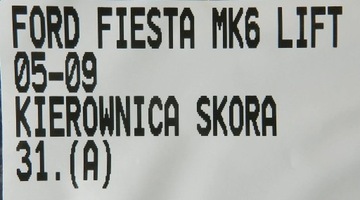 FORD FIESTA MK6 LIFT
05-09
KIEROWNICA SKORA
31.(A)